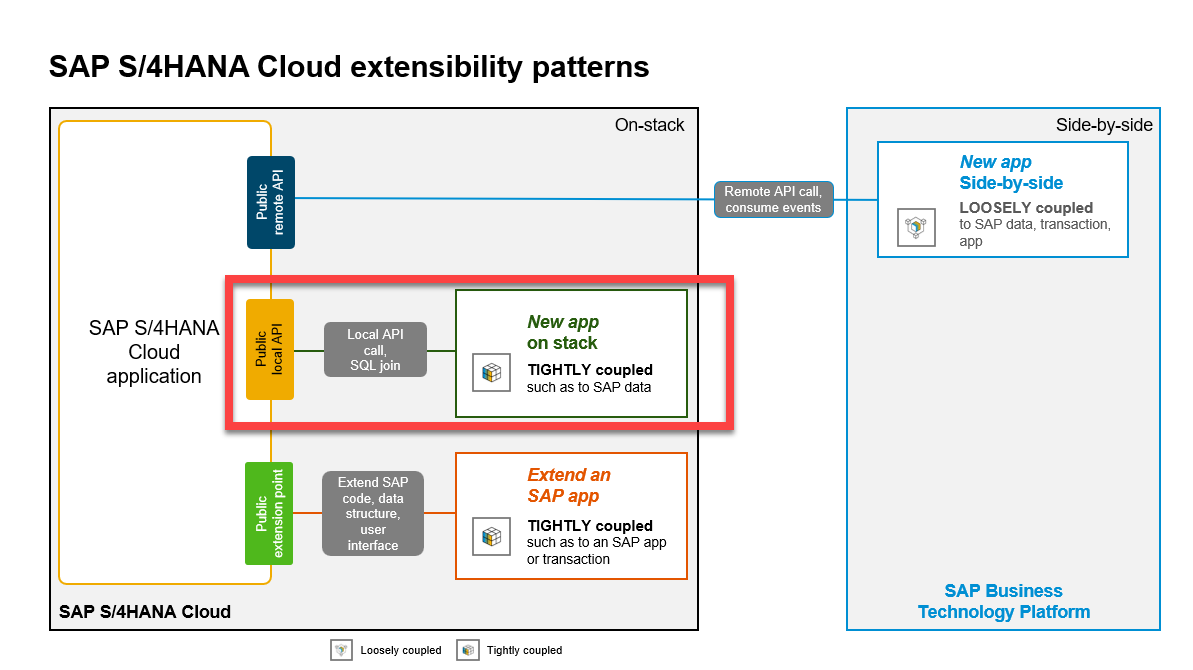 SAP S/4HANA Cloud extensibility patterns
On-stack
Side-by-side
Public
remote API
Remote API call,
consume events
New app
Side-by-side
LOOSELY coupled
to SAP data, transaction,
app
SAP S/4HANA
Cloud
application
Public
local API
Local API
call,
SQL join
New app
on stack
TIGHTLY coupled
such as to SAP data
Public
extension point
Extend SAP
code, data
structure,
user
interface
Extend an
SAP app
TIGHTLY coupled
such as to an SAP app
or transaction
SAP S/4HANA Cloud
SAP Business
Technology Platform
Loosely coupled
Tightly coupled